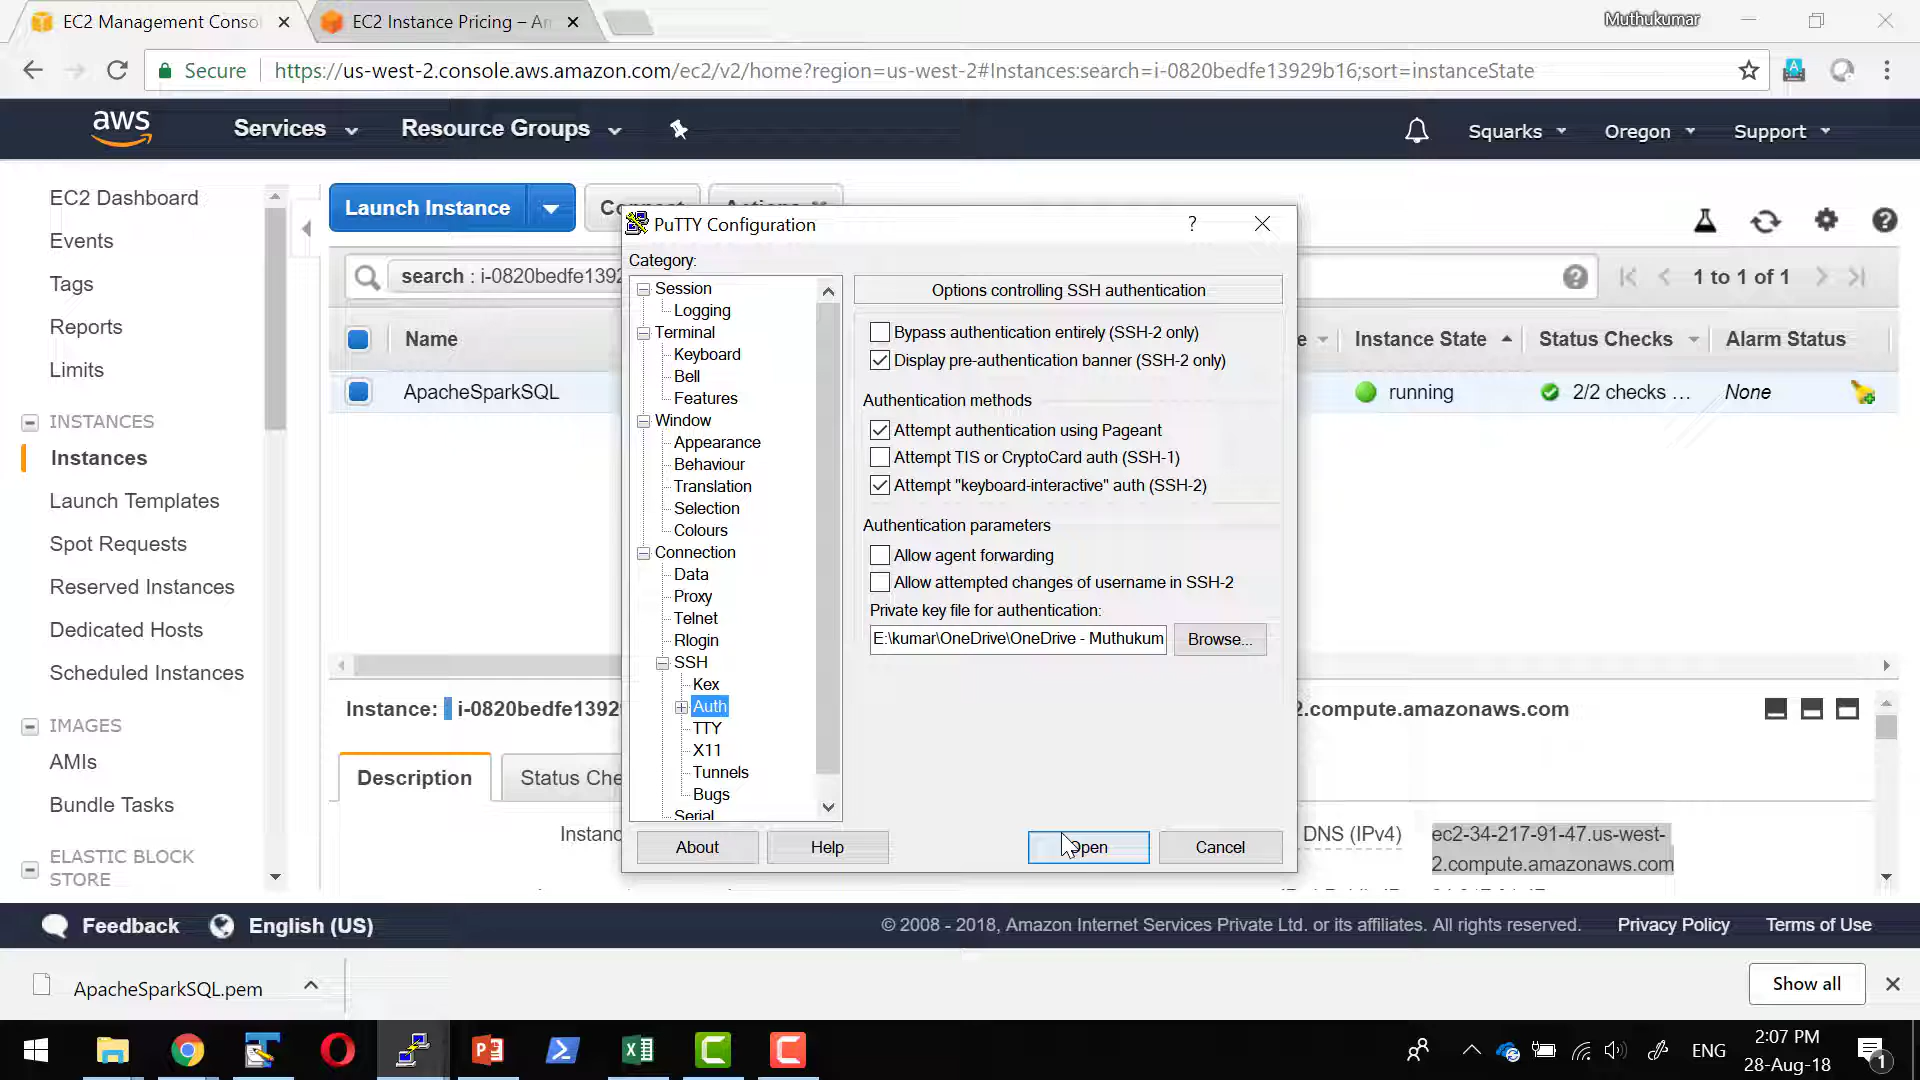 EC2 Management Conso
EC2 Instance Pricing – An
Muthukumar
Secure
https://us-west-2.console.aws.amazon.com/ec2/v2/home?region=us-west-2#Instances:search=i-0820bedfe13929b16;sort=instanceState
aws
Services
Resource Groups
Squarks
Oregon
Support
EC2 Dashboard
Events
Tags
Reports
Limits
INSTANCES
Instances
Launch Templates
Spot Requests
Reserved Instances
Dedicated Hosts
Scheduled Instances
IMAGES
AMIs
Bundle Tasks
ELASTIC BLOCK
STORE
Launch Instance
search : i-0820bedfe1392
1 to 1 of 1
Name
Instance State
Status Checks
Alarm Status
ApacheSparkSQL
running
2/2 checks ...
None
Instance:
i-0820bedfe1392
2.compute.amazonaws.com
Description
Status Che
Instanc
DNS (IPv4)
ec2-34-217-91-47.us-west-
2.compute.amazonaws.com
PuTTY Configuration
?
Category:
Session
Logging
Terminal
Keyboard
Bell
Features
Window
Appearance
Behaviour
Translation
Selection
Colours
Connection
Data
Proxy
Telnet
Rlogin
SSH
Kex
Auth
TTY
X11
Tunnels
Bugs
Serial
Options controlling SSH authentication
Bypass authentication entirely (SSH-2 only)
Display pre-authentication banner (SSH-2 only)
Authentication methods
Attempt authentication using Pageant
Attempt TIS or CryptoCard auth (SSH-1)
Attempt "keyboard-interactive" auth (SSH-2)
Authentication parameters
Allow agent forwarding
Allow attempted changes of username in SSH-2
Private key file for authentication:
E:\kumar\OneDrive\OneDrive - Muthukum
Browse...
About
Help
Open
Cancel
Feedback
English (US)
© 2008 - 2018, Amazon Internet Services Private Ltd. or its affiliates. All rights reserved.
Privacy Policy
Terms of Use
ApacheSparkSQL.pem
Show all
ENG
2:07 PM
28-Aug-18
1